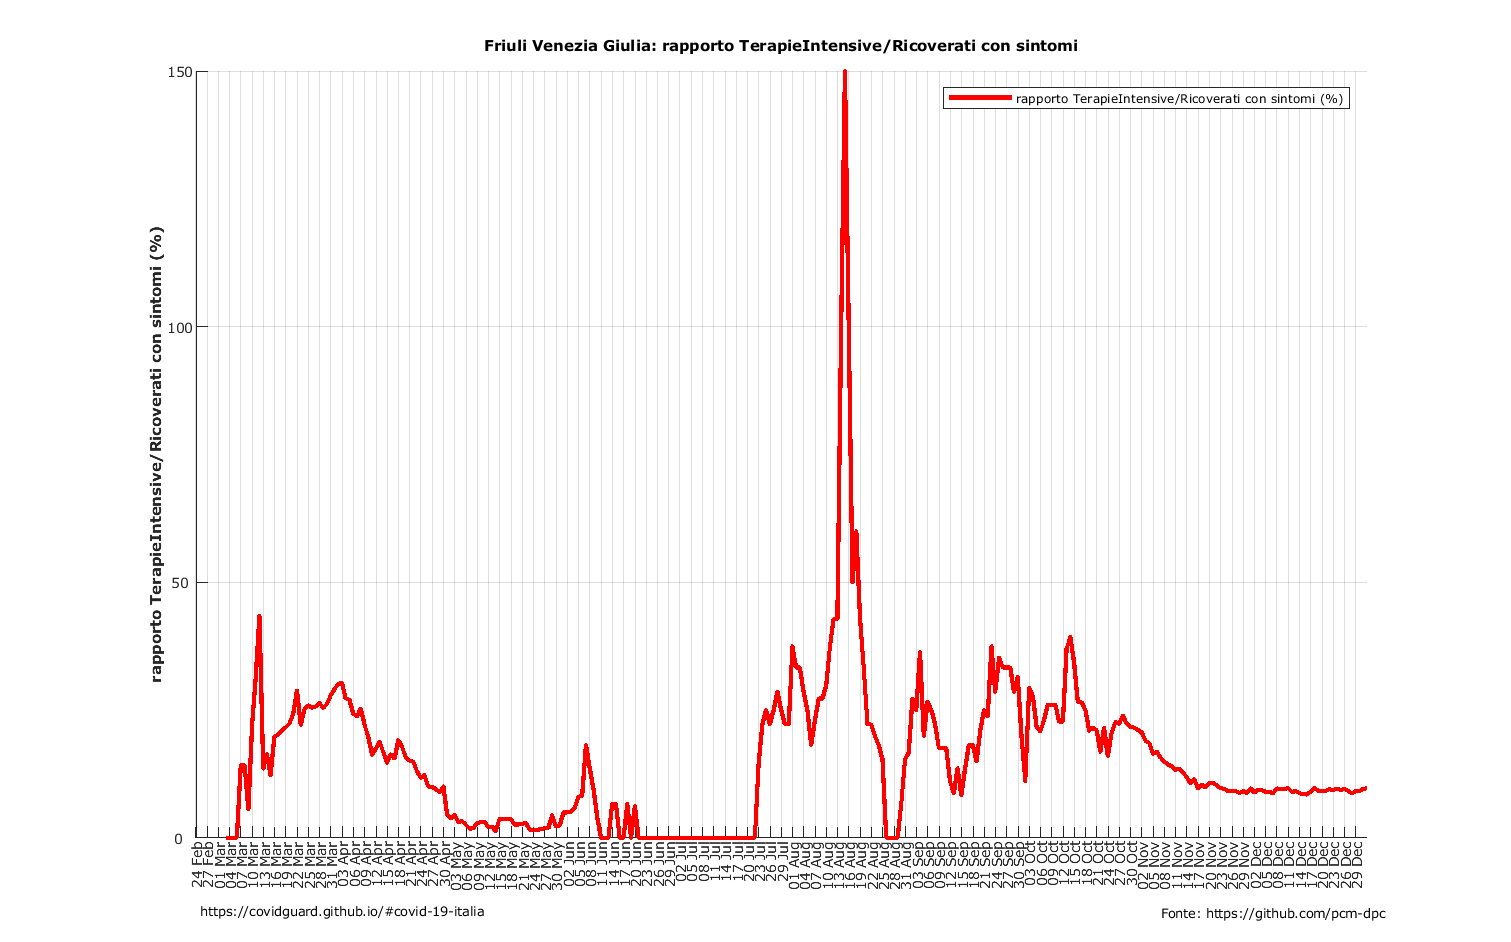 Friuli Venezia Giulia: rapporto TerapieIntensive/Ricoverati con sintomi
rapporto TerapieIntensive/Ricoverati con sintomi (%)
rapporto TerapieIntensive/Ricoverati con sintomi (%)
150
100
50
0
24 Feb
27 Feb
01 Mar
04 Mar
07 Mar
10 Mar
13 Mar
16 Mar
19 Mar
22 Mar
25 Mar
28 Mar
31 Mar
03 Apr
06 Apr
09 Apr
12 Apr
15 Apr
18 Apr
21 Apr
24 Apr
27 Apr
30 Apr
03 May
06 May
09 May
12 May
15 May
18 May
21 May
24 May
27 May
30 May
02 Jun
05 Jun
08 Jun
11 Jun
14 Jun
17 Jun
20 Jun
23 Jun
26 Jun
29 Jun
02 Jul
05 Jul
08 Jul
11 Jul
14 Jul
17 Jul
20 Jul
23 Jul
26 Jul
29 Jul
01 Aug
04 Aug
07 Aug
10 Aug
13 Aug
16 Aug
19 Aug
22 Aug
25 Aug
28 Aug
31 Aug
03 Sep
06 Sep
09 Sep
12 Sep
15 Sep
18 Sep
21 Sep
24 Sep
27 Sep
30 Sep
03 Oct
06 Oct
09 Oct
12 Oct
15 Oct
18 Oct
21 Oct
24 Oct
27 Oct
30 Oct
02 Nov
05 Nov
08 Nov
11 Nov
14 Nov
17 Nov
20 Nov
23 Nov
26 Nov
29 Nov
02 Dec
05 Dec
08 Dec
11 Dec
14 Dec
17 Dec
20 Dec
23 Dec
26 Dec
29 Dec
https://covidguard.github.io/#covid-19-italia
Fonte: https://github.com/pcm-dpc